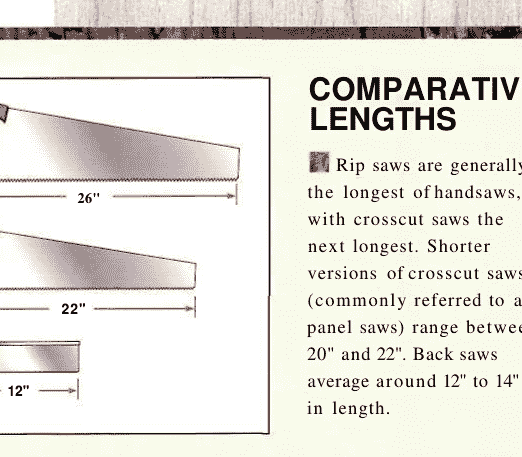 26"
22"
12"
COMPARATIV
LENGTHS
Rip saws are generally
the longest of handsaws,
with crosscut saws the
next longest. Shorter
versions of crosscut saws
(commonly referred to a
panel saws) range betwee
20" and 22". Back saws
average around 12" to 14"
in length.